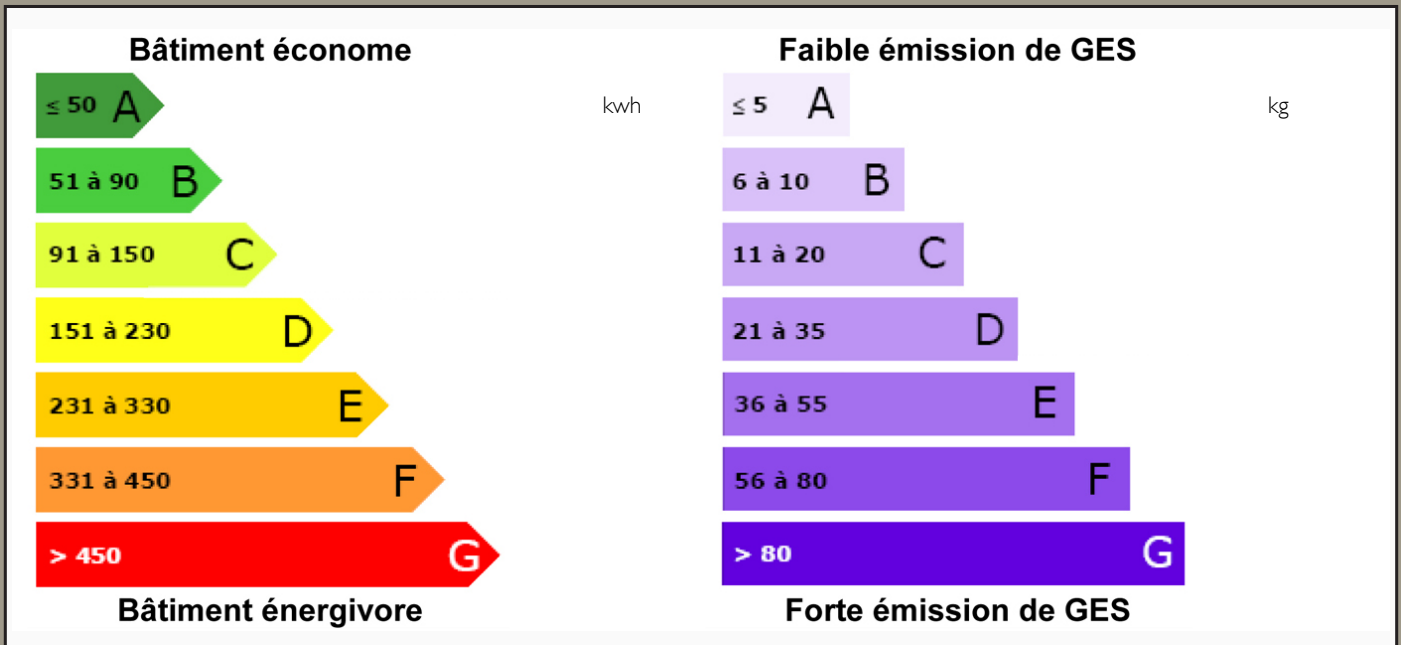 Bâtiment économe
≤ 50 A
kwh
51 à 90 B
91 à 150 C
151 à 230 D
231 à 330 E
331 à 450 F
> 450 G
Bâtiment énergivore
Faible émission de GES
≤ 5 A
kg
6 à 10 B
11 à 20 C
21 à 35 D
36 à 55 E
56 à 80 F
> 80 G
Forte émission de GES